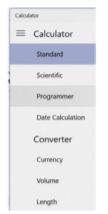 Calculator
Calculator
Standard
Scientific
Programmer
Date Calculation
Converter
Currency
Volume
Length